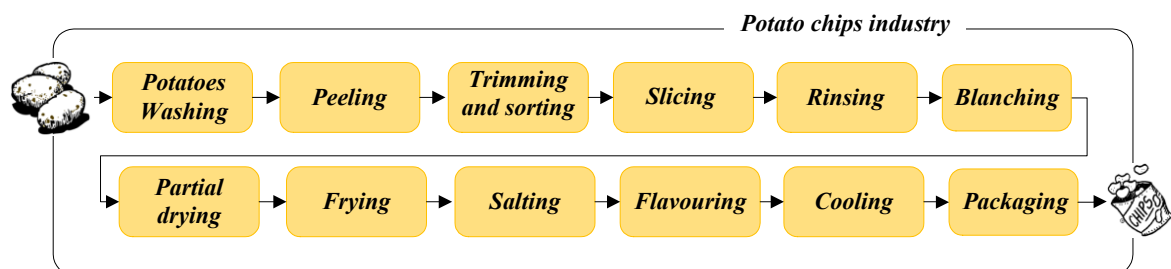 Potato chips industry
Potatoes
Washing
Peeling
Trimming
and sorting
Slicing
Rinsing
Blanching
Partial
drying
Frying
Salting
Flavouring
Cooling
Packaging
CHIPS